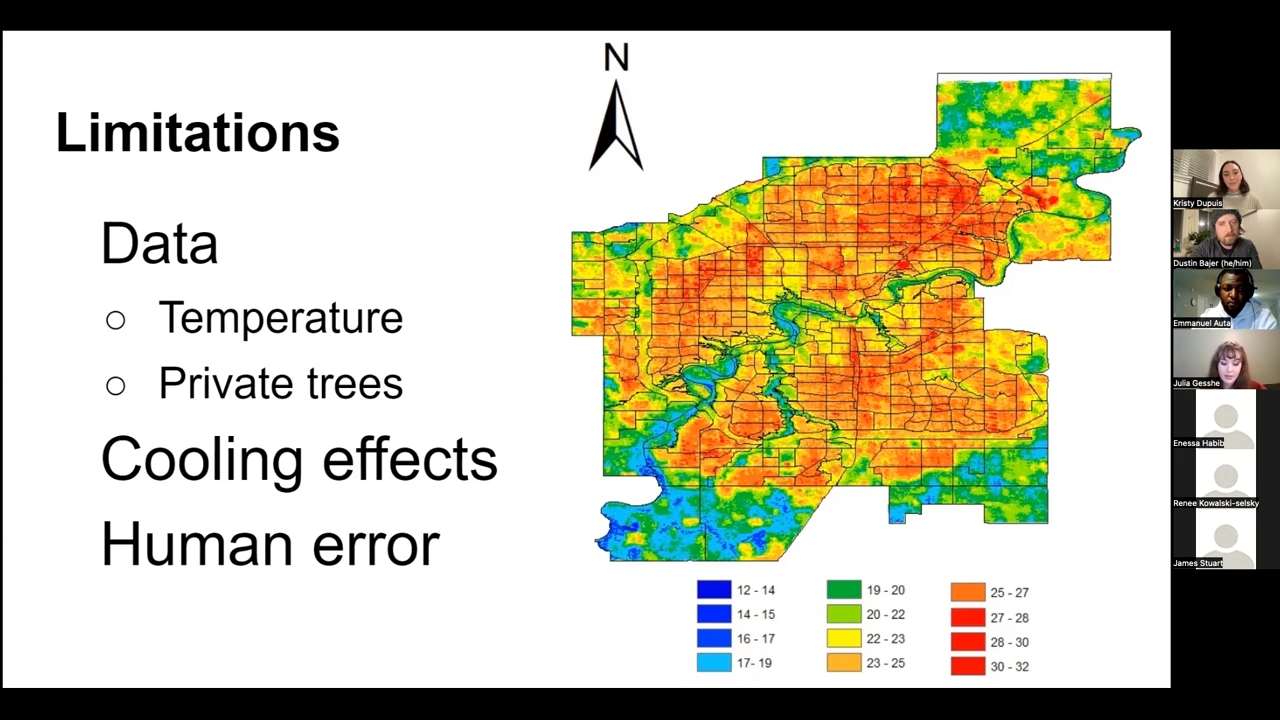 N
Limitations
Data
○ Temperature
○ Private trees
Cooling effects
Human error
12 - 14
14 - 15
16 - 17
17- 19
19 - 20
20 - 22
22 - 23
23 - 25
25 - 27
27 - 28
28 - 30
30 - 32
Kristy Dupuis
Dustin Bajer (he/him)
Emmanuel Auta
Julia Gesshe
Enessa Habib
Renee Kowalski-selsky
James Stuart